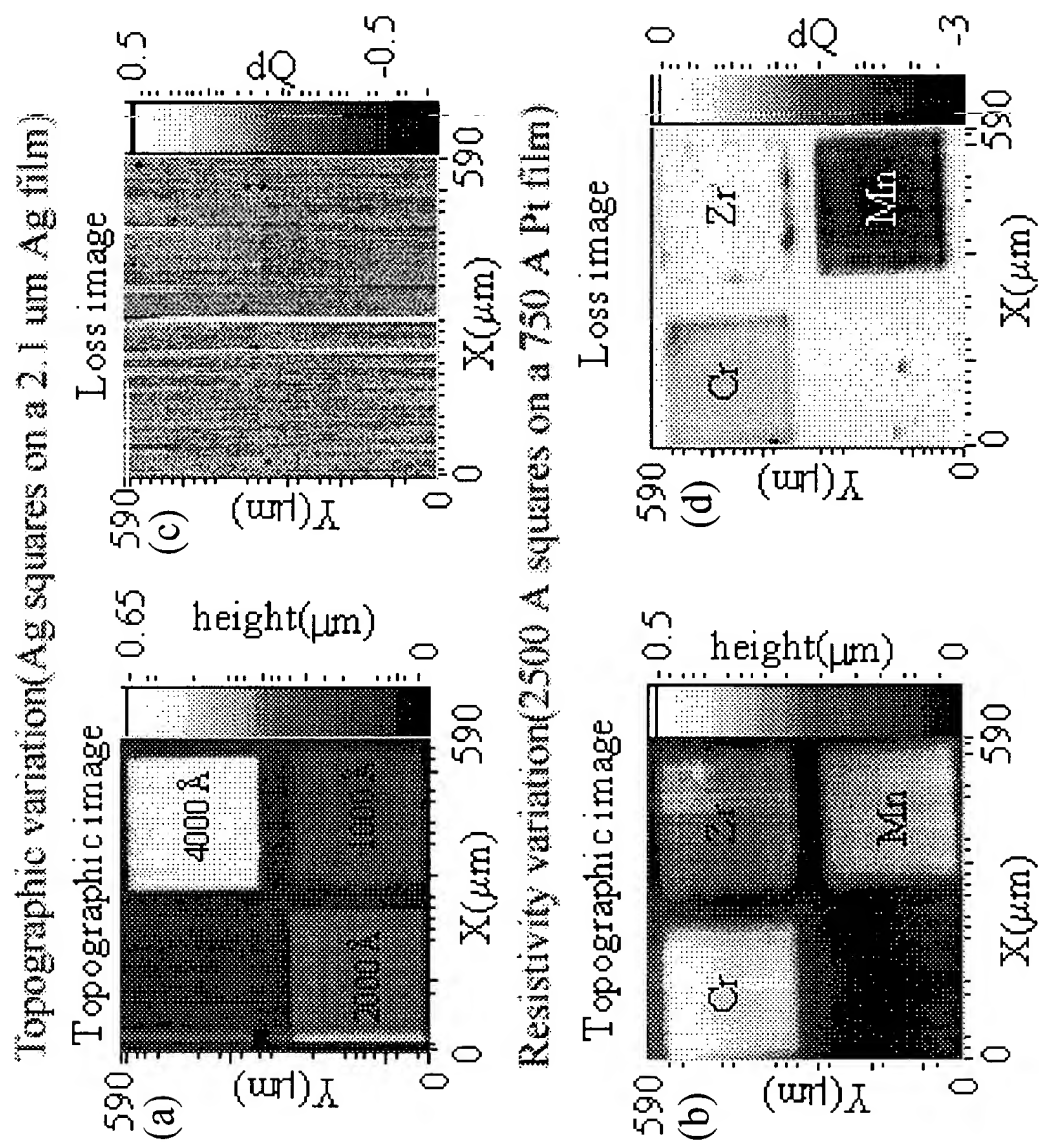 Topographic variation(Ag squares on a 2.1 um Ag film)
Topographic image
590
(a)
Y(μm)
0
0
X(μm)
590
4000 Å
2000 Å
1000 Å
0.65
height(μm)
0
Loss image
590
(c)
Y(μm)
0
0
X(μm)
590
0.5
dQ
-0.5
Resistivity variation(2500 A squares on a 750 A Pt film)
Topographic image
590
(b)
Y(μm)
0
0
X(μm)
590
Cr
Zr
Mn
0.5
height(μm)
0
Loss image
590
(d)
Y(μm)
0
0
X(μm)
590
Cr
Zr
Mn
0
dQ
-3